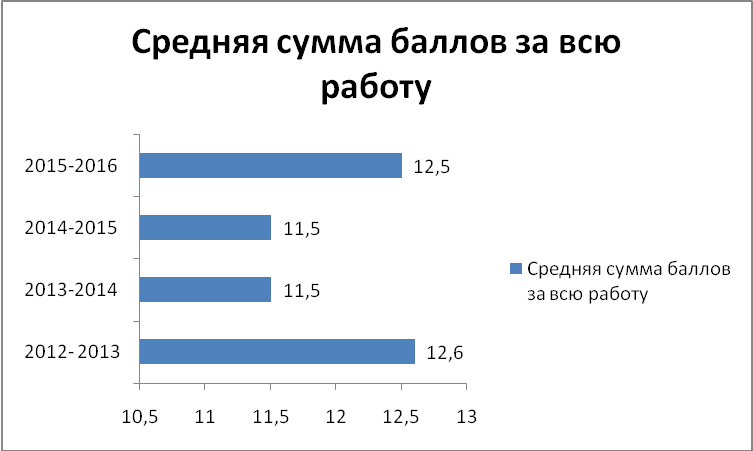 Средняя сумма баллов за всю
работу
2015-2016
12,5
2014-2015
11,5
2013-2014
11,5
2012- 2013
12,6
10,5 11 11,5 12 12,5 13
Средняя сумма баллов
за всю работу